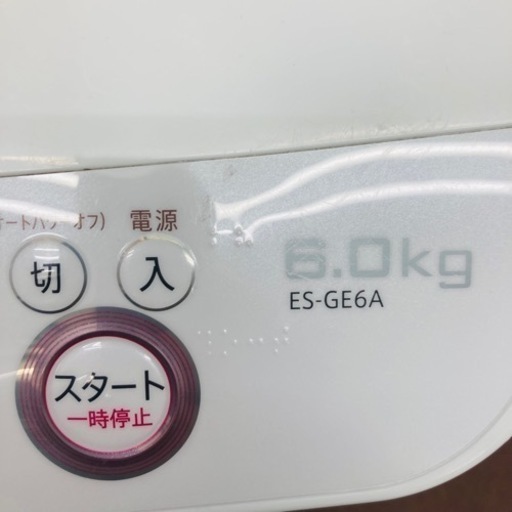 電源
切
入
6.0kg
ES-GE6A
スタート
一時停止